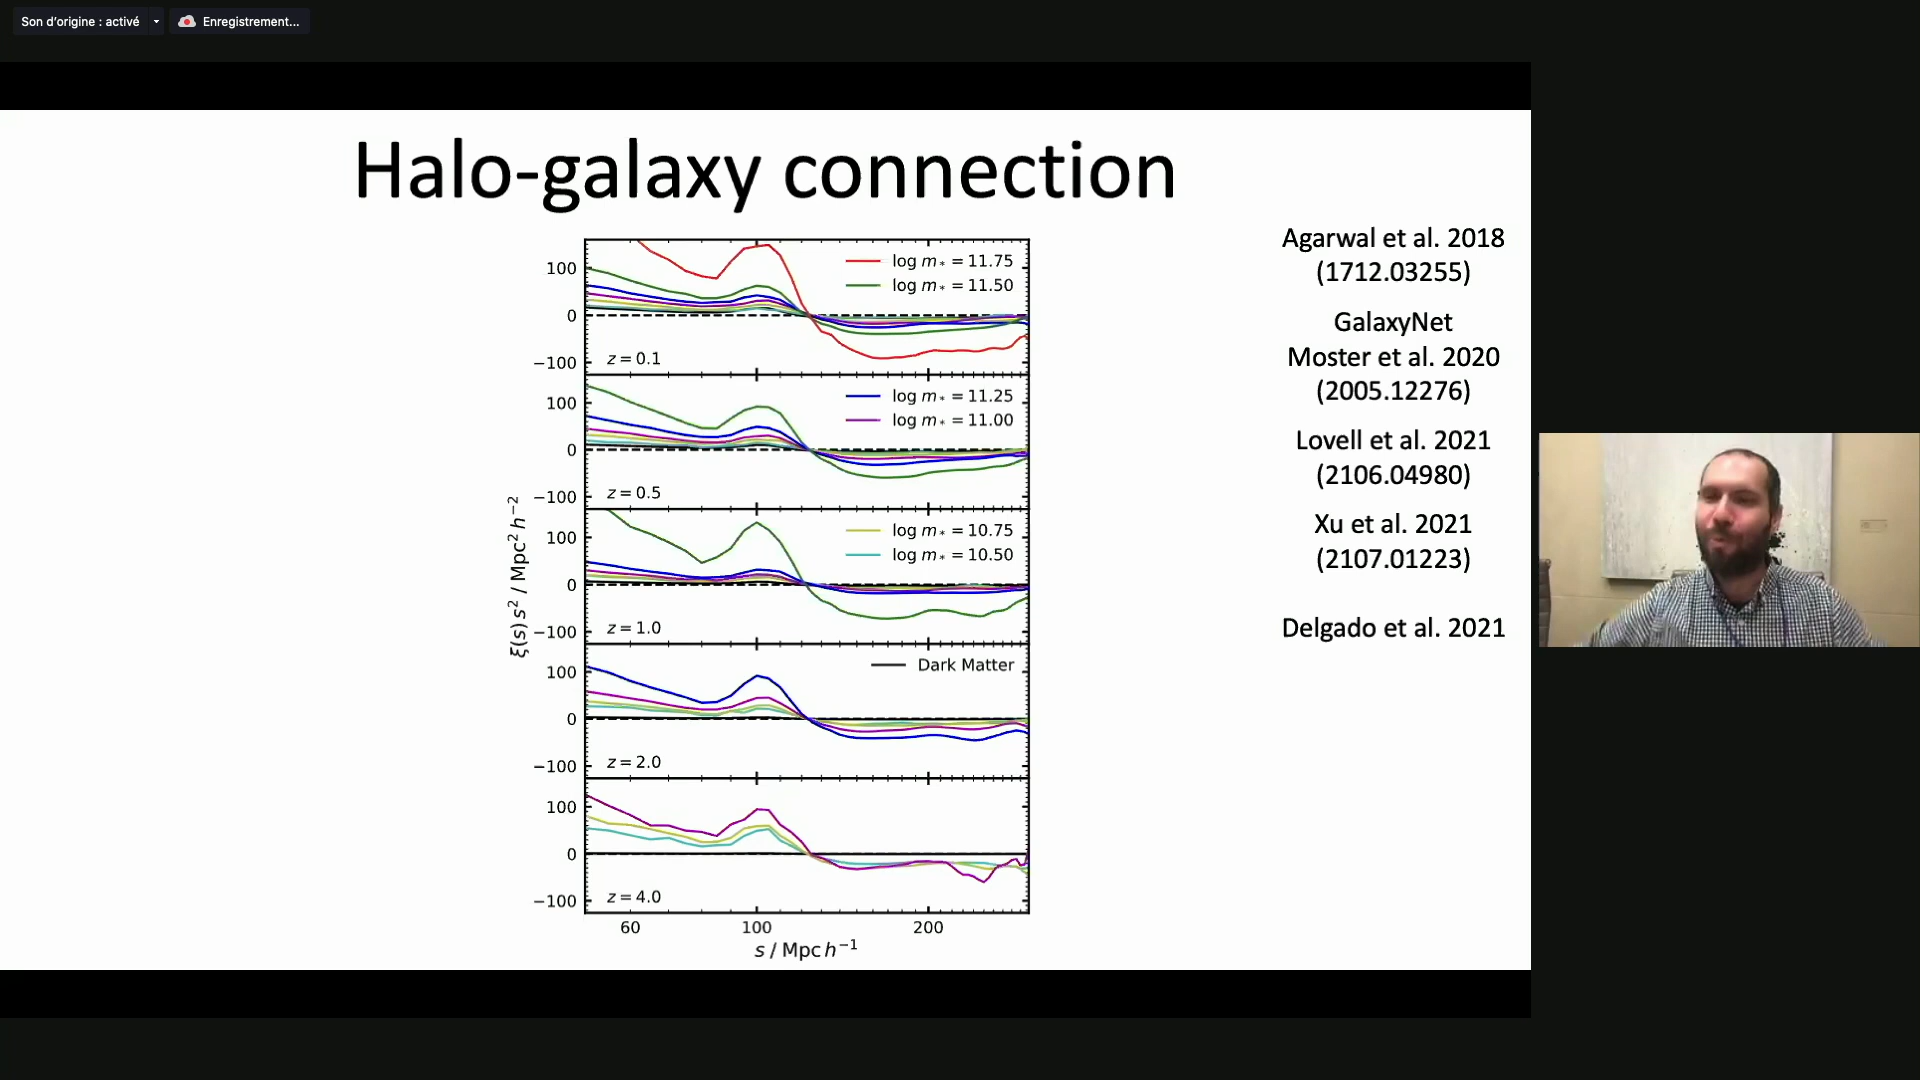 Son d'origine : activé
Enregistrement...
Halo-galaxy connection
Agarwal et al. 2018
(1712.03255)
GalaxyNet
Moster et al. 2020
(2005.12276)
Lovell et al. 2021
(2106.04980)
Xu et al. 2021
(2107.01223)
Delgado et al. 2021
ξ(s) s² / Mpc² h⁻²
100
0
−100
z = 0.1
log m* = 11.75
log m* = 11.50
100
0
−100
z = 0.5
log m* = 11.25
log m* = 11.00
100
0
−100
z = 1.0
log m* = 10.75
log m* = 10.50
100
0
−100
z = 2.0
Dark Matter
100
0
−100
z = 4.0
60 100 200
s / Mpc h⁻¹